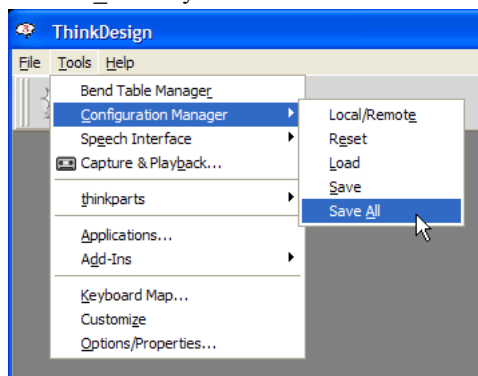 ThinkDesign
File Tools Help
Bend Table Manager
Configuration Manager
Speech Interface
Capture & Playback...
thinkparts
Applications...
Add-Ins
Keyboard Map...
Customize
Options/Properties...
Local/Remote
Reset
Load
Save
Save All